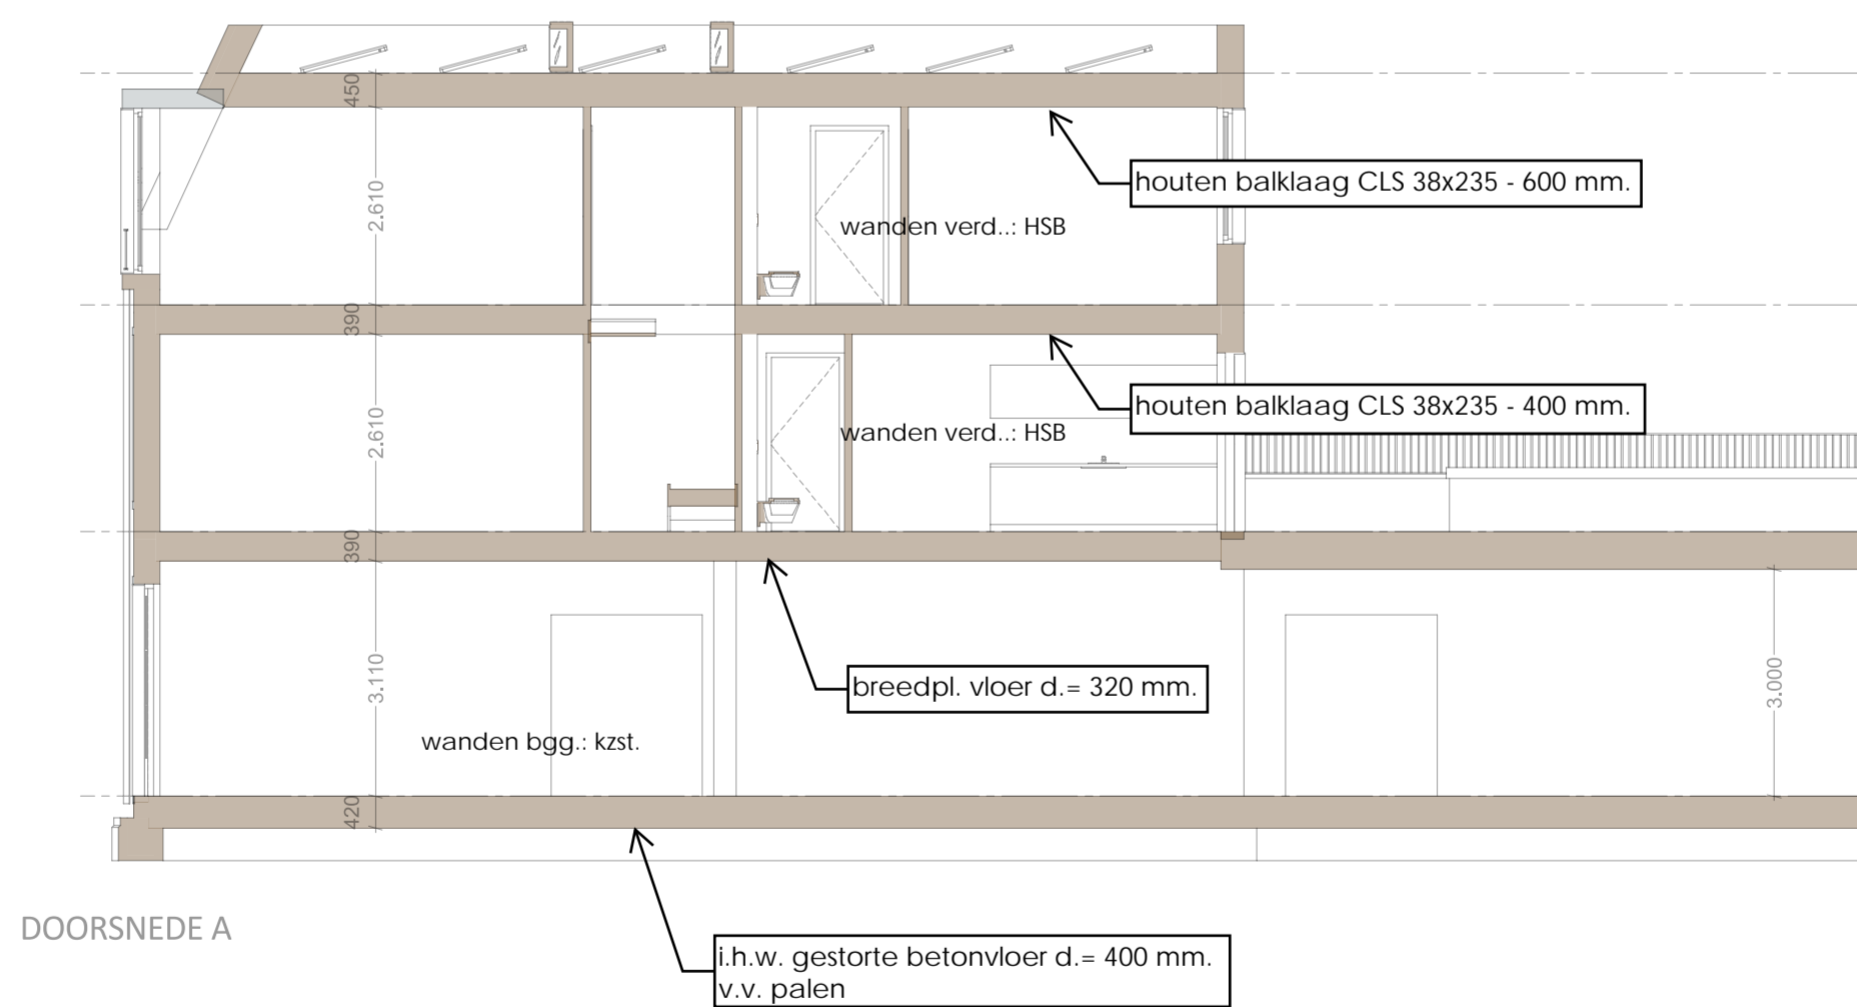 450
houten balklaag CLS 38x235 - 600 mm.
2.610
wanden verd..: HSB
390
houten balklaag CLS 38x235 - 400 mm.
2.610
wanden verd..: HSB
390
breedpl. vloer d.= 320 mm.
3.110
3.000
wanden bgg.: kzst.
420
DOORSNEDE A
i.h.w. gestorte betonvloer d.= 400 mm.
v.v. palen